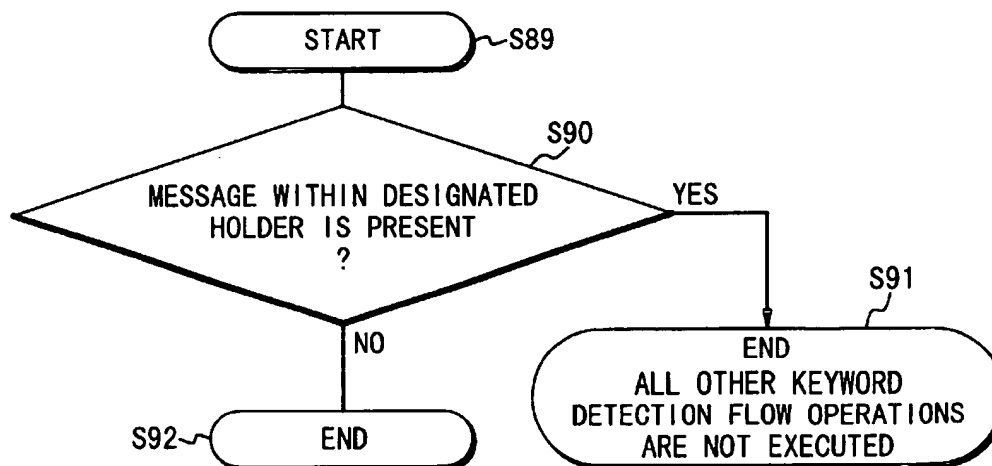 START
S89
S90
MESSAGE WITHIN DESIGNATED
HOLDER IS PRESENT
?
YES
NO
S91
END
ALL OTHER KEYWORD
DETECTION FLOW OPERATIONS
ARE NOT EXECUTED
S92
END